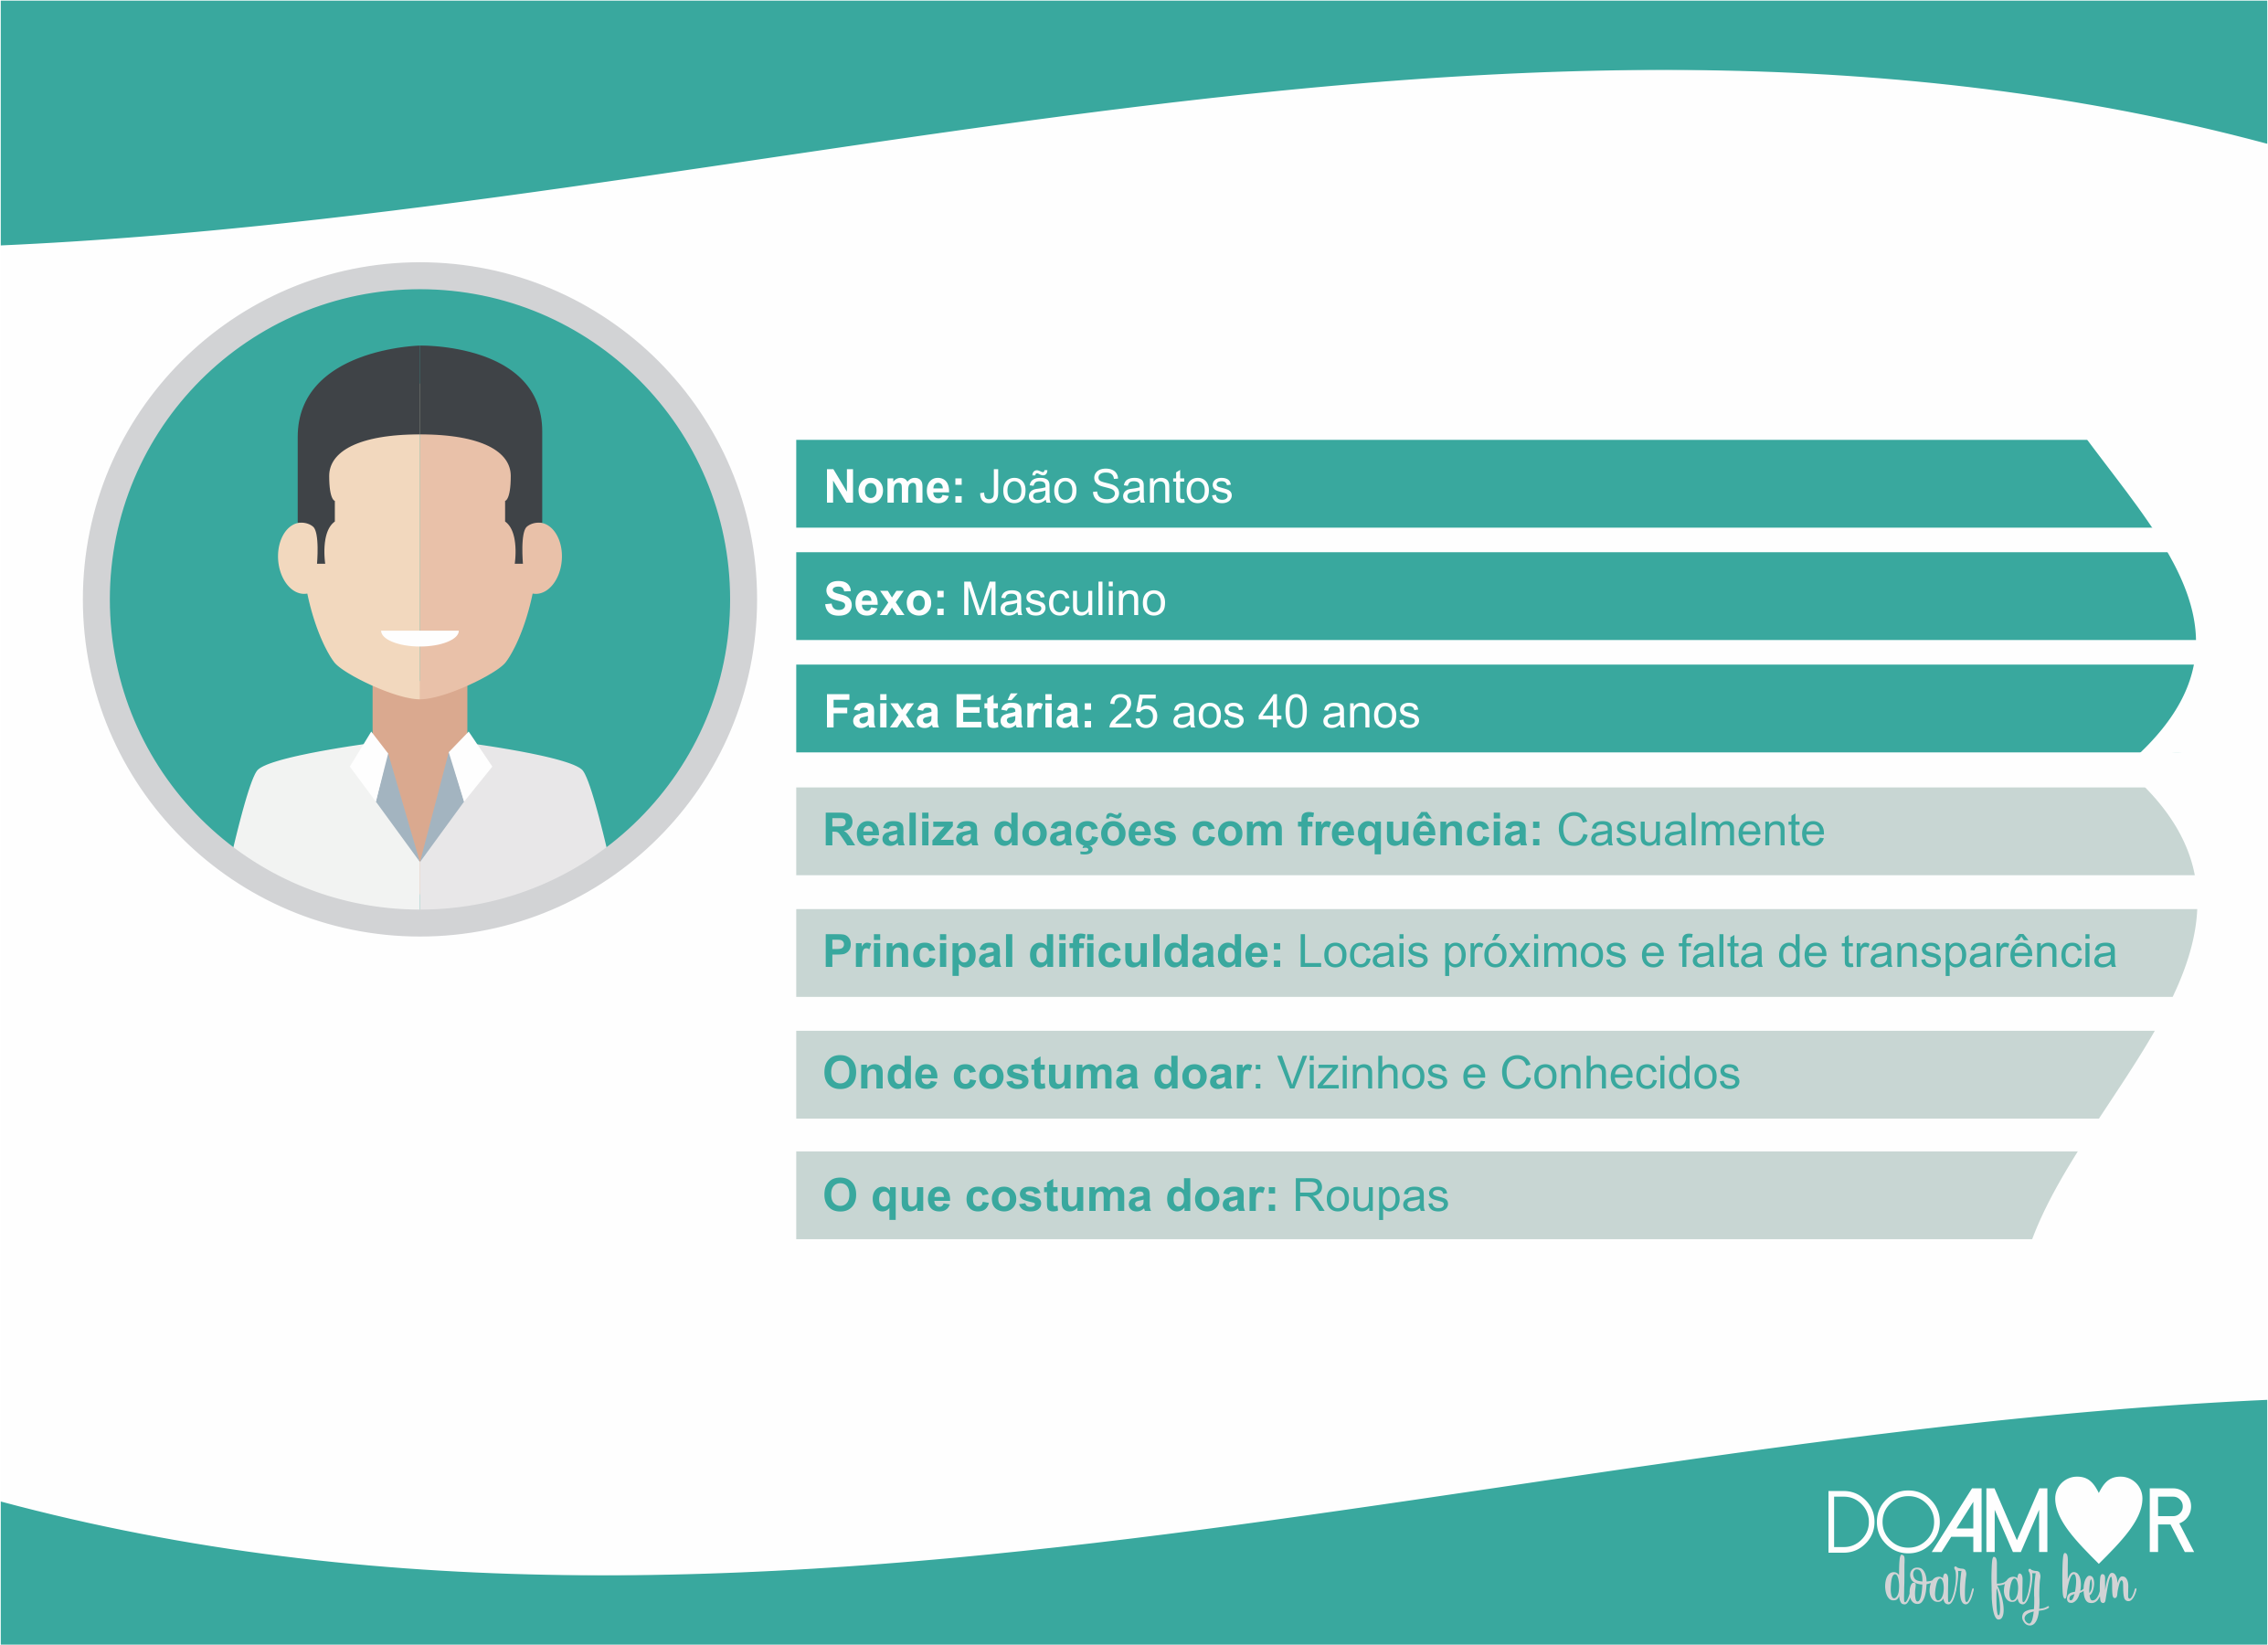 Nome: João Santos
Sexo: Masculino
Faixa Etária: 25 aos 40 anos
Realiza doações com frequência: Casualmente
Principal dificuldade: Locais próximos e falta de transparência
Onde costuma doar: Vizinhos e Conhecidos
O que costuma doar: Roupas
DOAM♥R
doar faz bem